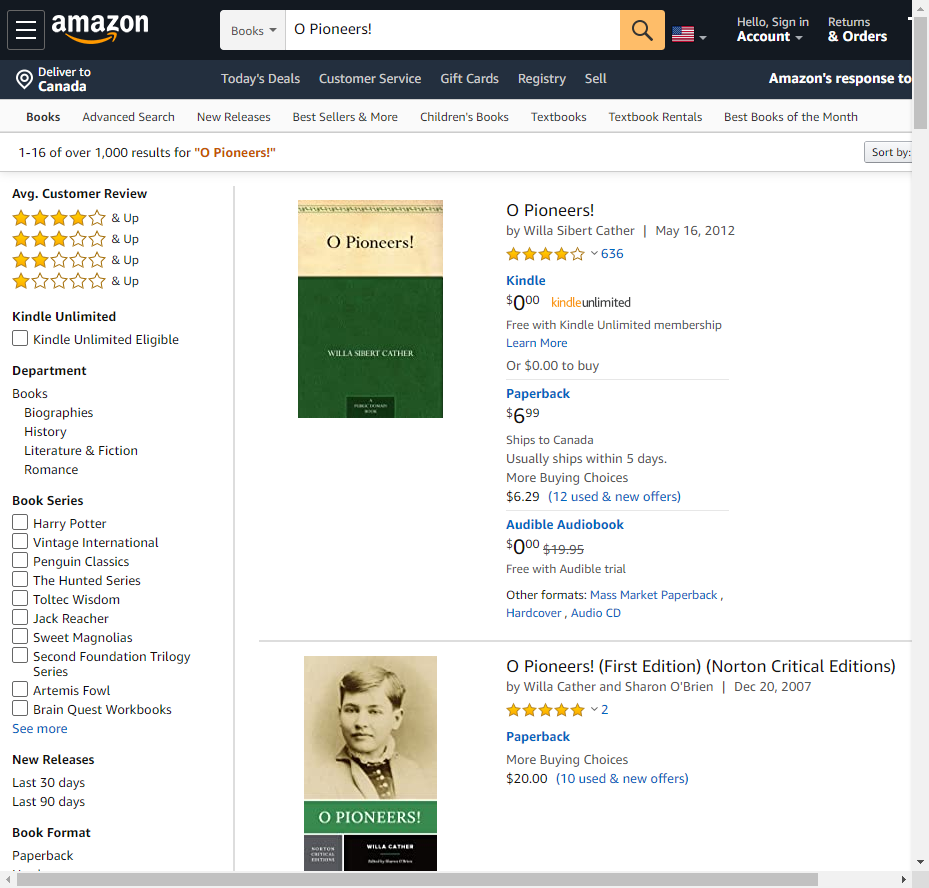 amazon
Books
O Pioneers!
Hello, Sign in
Account
Returns
& Orders
Deliver to
Canada
Today's Deals
Customer Service
Gift Cards
Registry
Sell
Amazon's response to
Books
Advanced Search
New Releases
Best Sellers & More
Children's Books
Textbooks
Textbook Rentals
Best Books of the Month
1-16 of over 1,000 results for "O Pioneers!"
Sort by:
Avg. Customer Review
& Up
& Up
& Up
& Up
Kindle Unlimited
Kindle Unlimited Eligible
Department
Books
Biographies
History
Literature & Fiction
Romance
Book Series
Harry Potter
Vintage International
Penguin Classics
The Hunted Series
Toltec Wisdom
Jack Reacher
Sweet Magnolias
Second Foundation Trilogy
Series
Artemis Fowl
Brain Quest Workbooks
See more
New Releases
Last 30 days
Last 90 days
Book Format
Paperback
O Pioneers!
WILLA SIBERT CATHER
A
PUBLIC DOMAIN
BOOK
O Pioneers!
by Willa Sibert Cather | May 16, 2012
636
Kindle
$000 kindleunlimited
Free with Kindle Unlimited membership
Learn More
Or $0.00 to buy
Paperback
$699
Ships to Canada
Usually ships within 5 days.
More Buying Choices
$6.29 (12 used & new offers)
Audible Audiobook
$000 $19.95
Free with Audible trial
Other formats: Mass Market Paperback ,
Hardcover , Audio CD
O PIONEERS!
NORTON
CRITICAL
EDITIONS
WILLA CATHER
Edited by Sharon O'Brien
O Pioneers! (First Edition) (Norton Critical Editions)
by Willa Cather and Sharon O'Brien | Dec 20, 2007
2
Paperback
More Buying Choices
$20.00 (10 used & new offers)